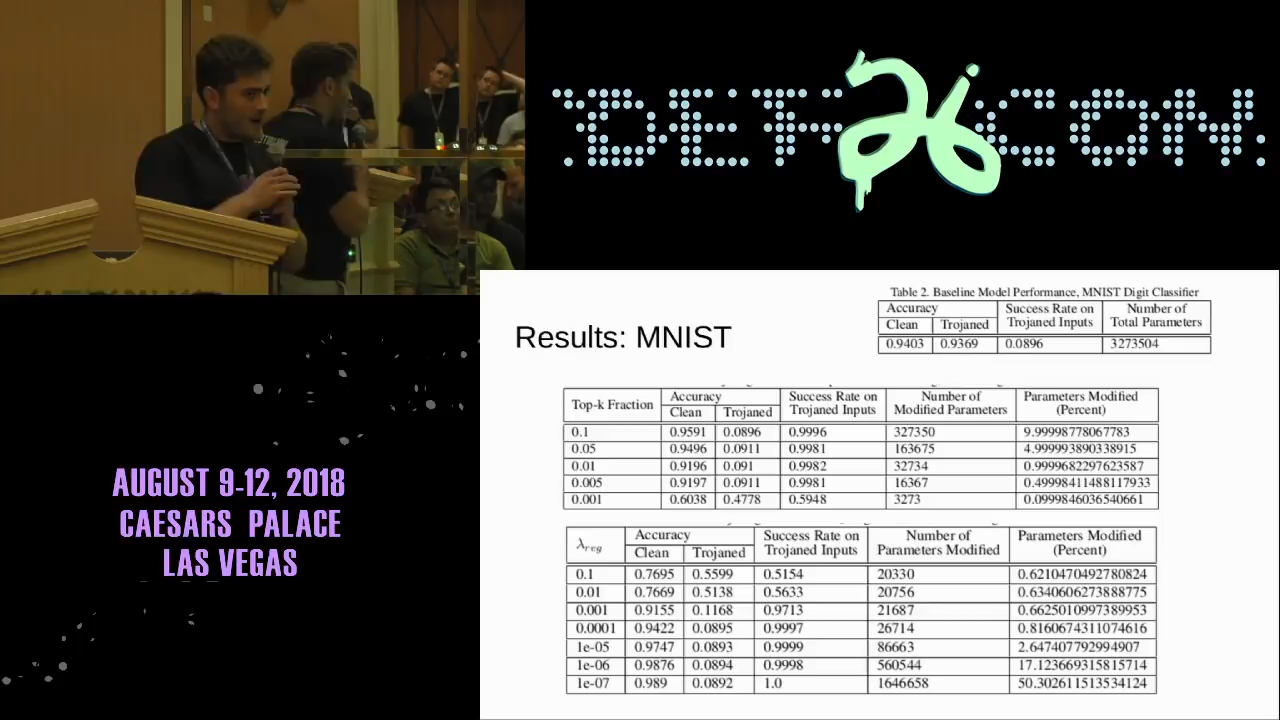 DEF 26 CON
AUGUST 9-12, 2018
CAESARS PALACE
LAS VEGAS
Results: MNIST
Table 2. Baseline Model Performance, MNIST Digit Classifier
Accuracy Success Rate on Trojaned Inputs Number of Total Parameters
Clean Trojaned
0.9403 0.9369 0.0896 3273504
Top-k Fraction Accuracy Success Rate on Trojaned Inputs Number of Modified Parameters Parameters Modified (Percent)
Clean Trojaned
0.1 0.9591 0.0896 0.9996 327350 9.99998778067783
0.05 0.9496 0.0911 0.9981 163675 4.999993890338915
0.01 0.9196 0.091 0.9982 32734 0.9999682297623587
0.005 0.9197 0.0911 0.9981 16367 0.49998411488117933
0.001 0.6038 0.4778 0.5948 3273 0.0999846036540661
λreg Accuracy Success Rate on Trojaned Inputs Number of Parameters Modified Parameters Modified (Percent)
Clean Trojaned
0.1 0.7695 0.5599 0.5154 20330 0.6210470492780824
0.01 0.7669 0.5138 0.5633 20756 0.6340606273888775
0.001 0.9155 0.1168 0.9713 21687 0.6625010997389953
0.0001 0.9422 0.0895 0.9997 26714 0.8160674311074616
1e-05 0.9747 0.0893 0.9999 86663 2.647407792994907
1e-06 0.9876 0.0894 0.9998 560544 17.123669315815714
1e-07 0.989 0.0892 1.0 1646658 50.302611513534124